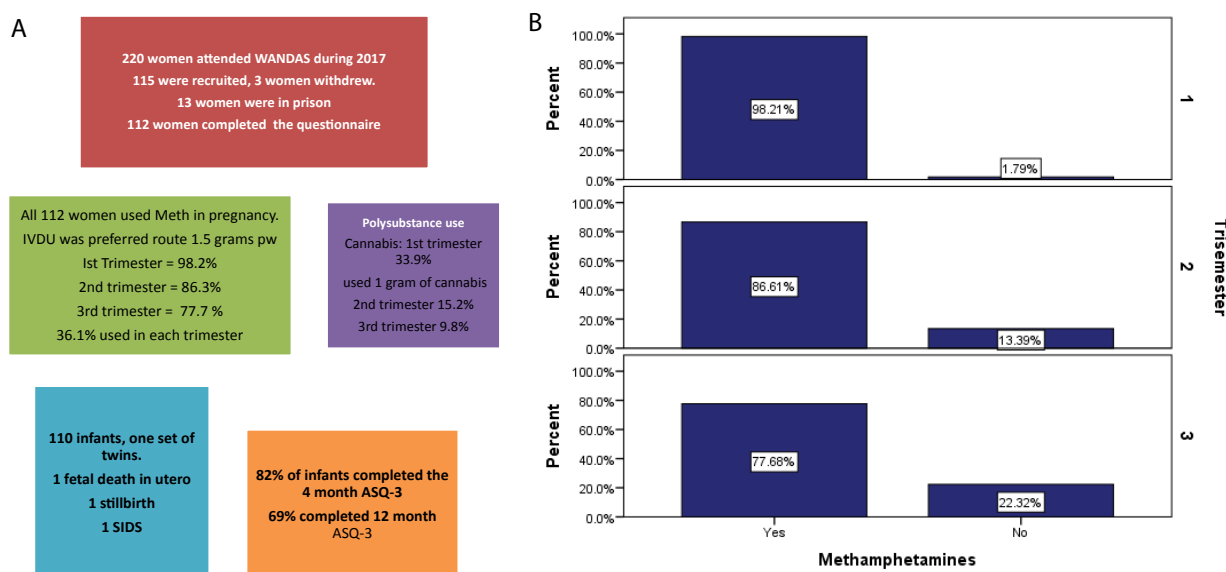 A
220 women attended WANDAS during 2017
115 were recruited, 3 women withdrew.
13 women were in prison
112 women completed the questionnaire
All 112 women used Meth in pregnancy.
IVDU was preferred route 1.5 grams pw
1st Trimester = 98.2%
2nd trimester = 86.3%
3rd trimester = 77.7 %
36.1% used in each trimester
Polysubstance use
Cannabis: 1st trimester
33.9%
used 1 gram of cannabis
2nd trimester 15.2%
3rd trimester 9.8%
110 infants, one set of
twins.
1 fetal death in utero
1 stillbirth
1 SIDS
82% of infants completed the
4 month ASQ-3
69% completed 12 month
ASQ-3
B
Percent
100.0%
80.0%
60.0%
40.0%
20.0%
0.0%
98.21%
1.79%
1
Percent
80.0%
60.0%
40.0%
20.0%
0.0%
86.61%
13.39%
2
Trisemester
Percent
80.0%
60.0%
40.0%
20.0%
0.0%
77.68%
22.32%
3
Yes
No
Methamphetamines